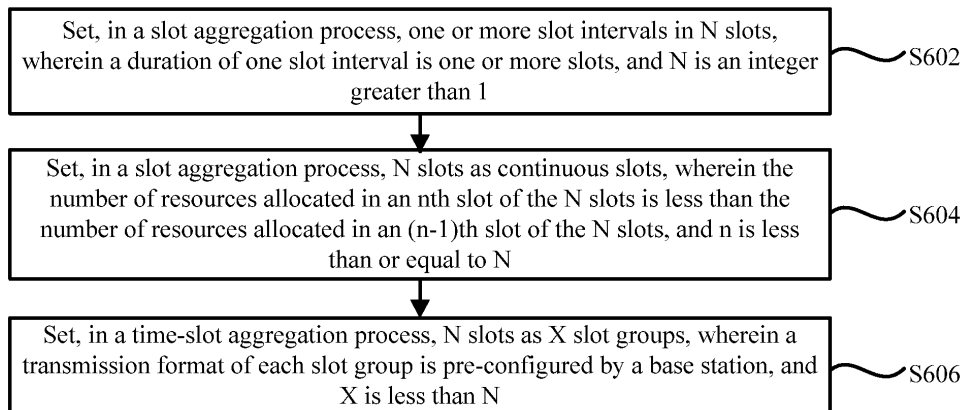 Set, in a slot aggregation process, one or more slot intervals in N slots,
wherein a duration of one slot interval is one or more slots, and N is an integer
greater than 1
S602
Set, in a slot aggregation process, N slots as continuous slots, wherein the
number of resources allocated in an nth slot of the N slots is less than the
number of resources allocated in an (n-1)th slot of the N slots, and n is less
than or equal to N
S604
Set, in a time-slot aggregation process, N slots as X slot groups, wherein a
transmission format of each slot group is pre-configured by a base station, and
X is less than N
S606